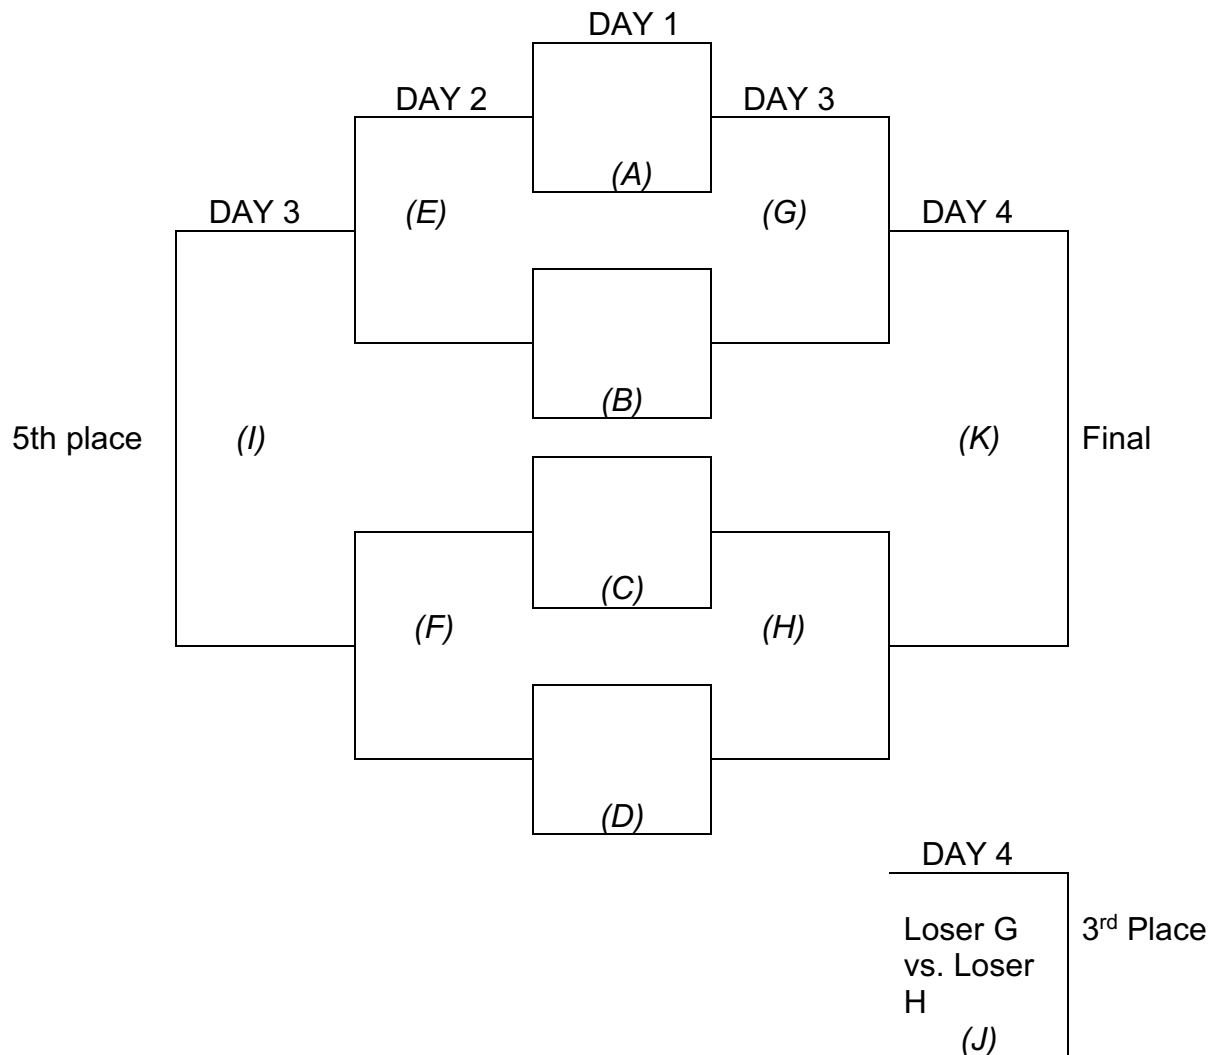 DAY 1
DAY 2
DAY 3
(A)
DAY 3
(E)
(G)
DAY 4
(B)
5th place
(I)
(K)
Final
(C)
(F)
(H)
(D)
DAY 4
Loser G
vs. Loser
H
3rd Place
(J)